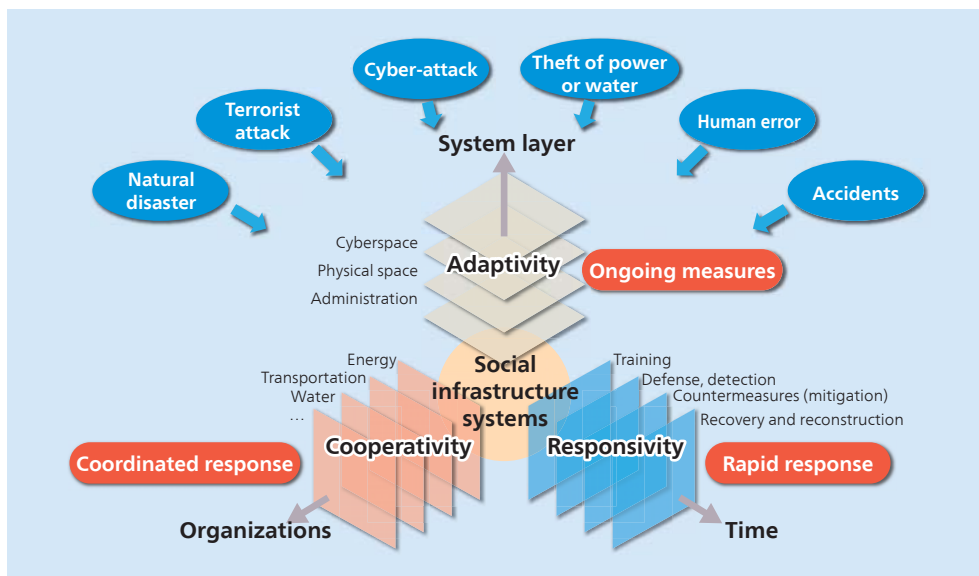 Cyber-attack
Theft of power
or water
Terrorist
attack
Human error
System layer
Natural
disaster
Accidents
Cyberspace
Physical space
Administration
Adaptivity
Ongoing measures
Energy
Transportation
Water
…
Social
infrastructure
systems
Training
Defense, detection
Countermeasures (mitigation)
Recovery and reconstruction
Cooperativity
Responsivity
Coordinated response
Rapid response
Organizations
Time